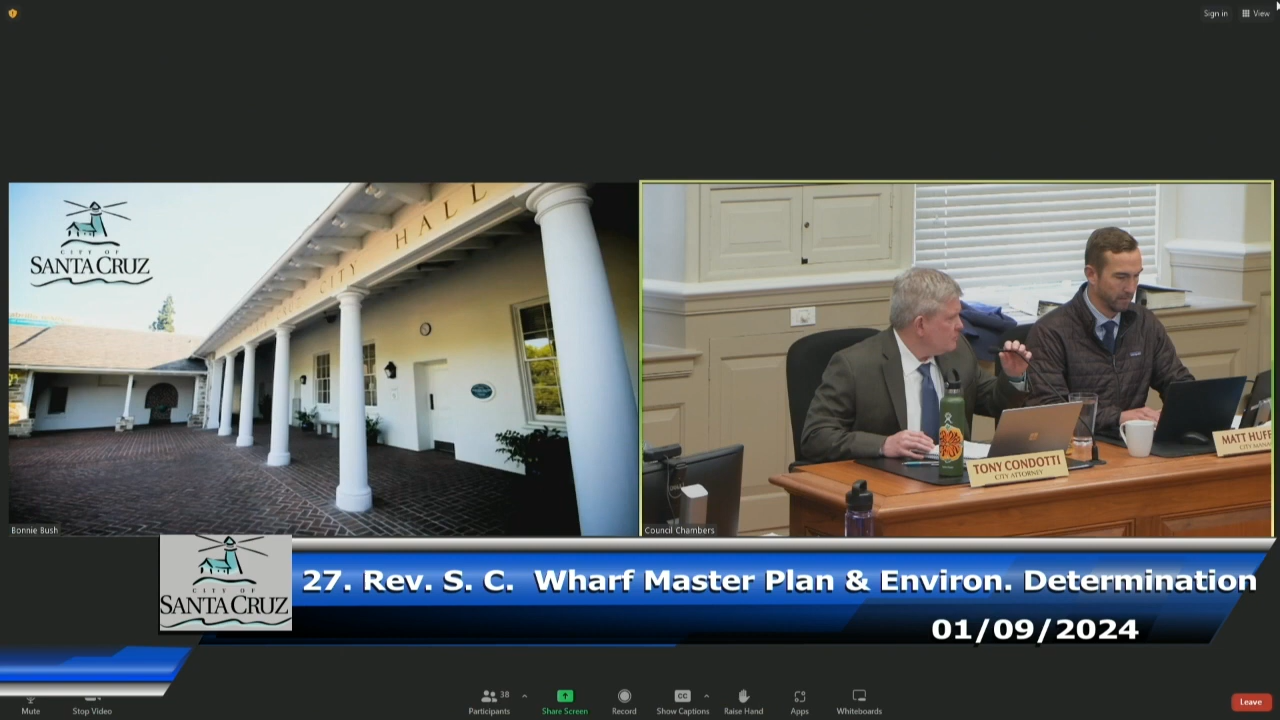 Sign in
View
CITY OF
SANTA CRUZ
CITY HALL
Bonnie Bush
TONY CONDOTTI
CITY ATTORNEY
MATT HUFF
CITY MANA
Council Chambers
CITY OF
SANTA CRUZ
27. Rev. S. C. Wharf Master Plan & Environ. Determination
01/09/2024
Mute
Stop Video
38
Participants
Share Screen
Record
CC
Show Captions
Raise Hand
Apps
Whiteboards
Leave